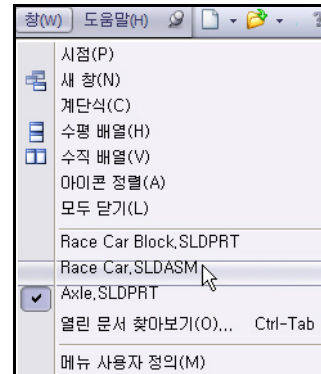 창(W) 도움말(H)
시점(P)
새 창(N)
계단식(C)
수평 배열(H)
수직 배열(V)
아이콘 정렬(A)
모두 닫기(L)
Race Car Block.SLDPRT
Race Car.SLDASM
Axle.SLDPRT
열린 문서 찾아보기(O)... Ctrl-Tab
메뉴 사용자 정의(M)